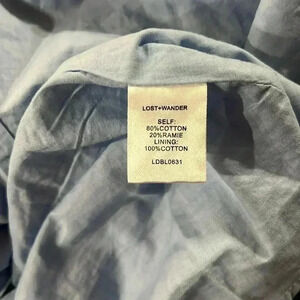 LOST+WANDER
SELF:
80%COTTON
20%RAMIE
LINING:
100%COTTON
LDBL0631